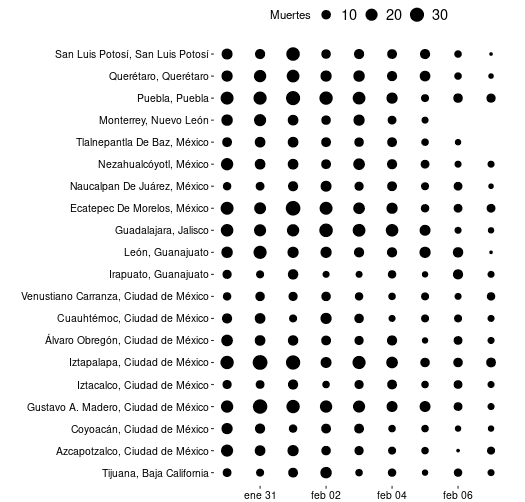 Muertes 10 20 30
San Luis Potosí, San Luis Potosí
Querétaro, Querétaro
Puebla, Puebla
Monterrey, Nuevo León
Tlalnepantla De Baz, México
Nezahualcóyotl, México
Naucalpan De Juárez, México
Ecatepec De Morelos, México
Guadalajara, Jalisco
León, Guanajuato
Irapuato, Guanajuato
Venustiano Carranza, Ciudad de México
Cuauhtémoc, Ciudad de México
Álvaro Obregón, Ciudad de México
Iztapalapa, Ciudad de México
Iztacalco, Ciudad de México
Gustavo A. Madero, Ciudad de México
Coyoacán, Ciudad de México
Azcapotzalco, Ciudad de México
Tijuana, Baja California
ene 31 feb 02 feb 04 feb 06